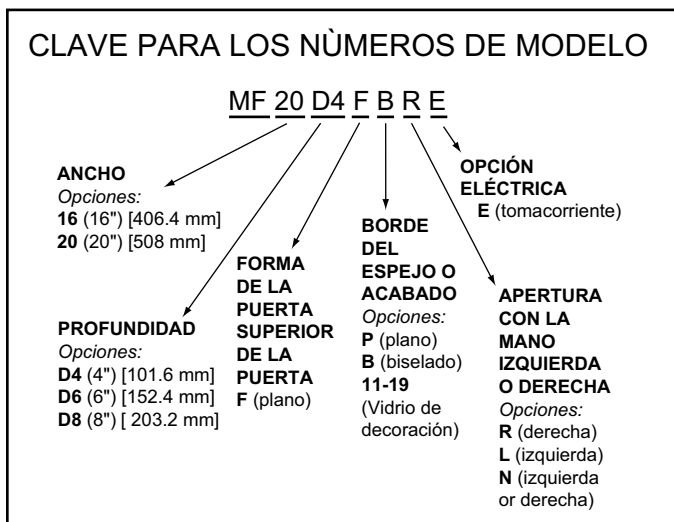 CLAVE PARA LOS NÙMEROS DE MODELO
MF 20 D4 F B R E
ANCHO
Opciones:
16 (16") [406.4 mm]
20 (20") [508 mm]
PROFUNDIDAD
Opciones:
D4 (4") [101.6 mm]
D6 (6") [152.4 mm]
D8 (8") [ 203.2 mm]
FORMA
DE LA
PUERTA
SUPERIOR
DE LA
PUERTA
F (plano)
BORDE
DEL
ESPEJO O
ACABADO
Opciones:
P (plano)
B (biselado)
11-19
(Vidrio de
decoración)
APERTURA
CON LA
MANO
IZQUIERDA
O DERECHA
Opciones:
R (derecha)
L (izquierda)
N (izquierda
or derecha)
OPCIÓN
ELÉCTRICA
E (tomacorriente)